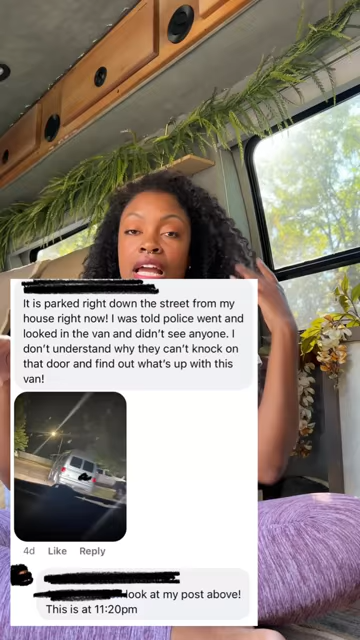 It is parked right down the street from my
house right now! I was told police went and
looked in the van and didn't see anyone. I
don't understand why they can't knock on
that door and find out what's up with this
van!
4d Like Reply
look at my post above!
This is at 11:20pm